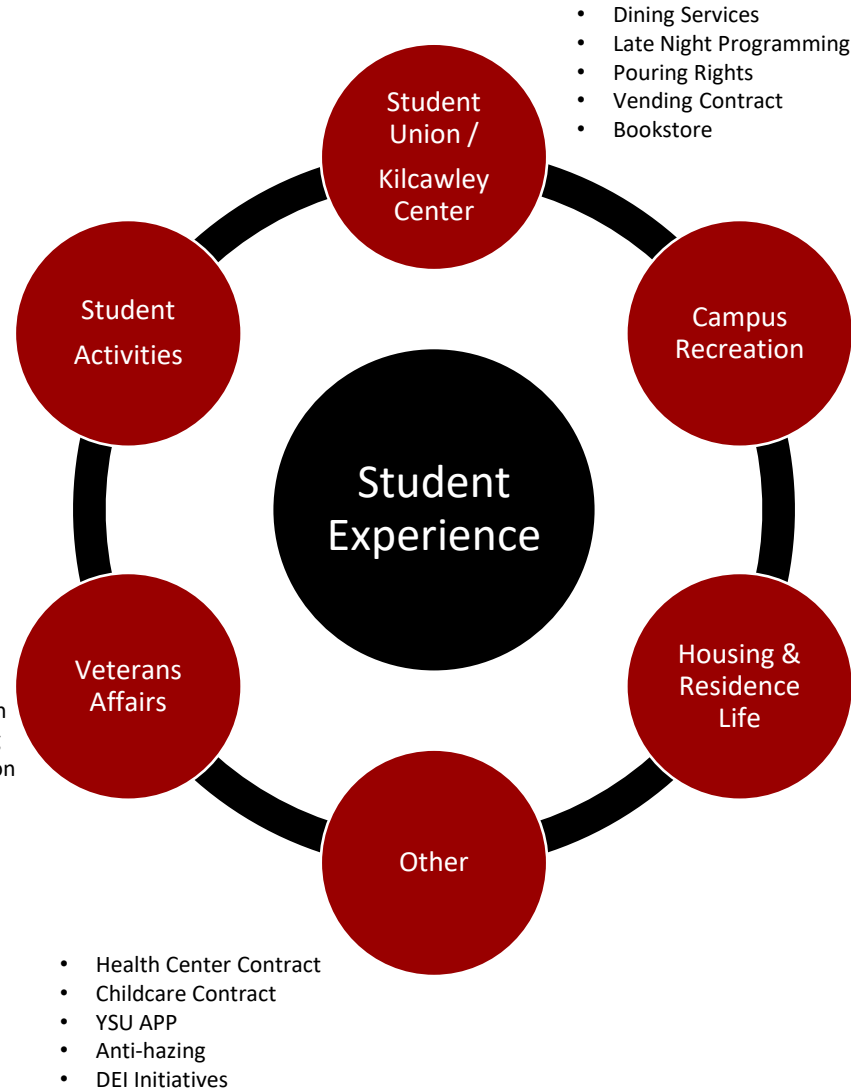 • Dining Services
• Late Night Programming
• Pouring Rights
• Vending Contract
• Bookstore
Student
Union /
Kilcawley
Center
Student
Activities
Campus
Recreation
Student
Experience
Veterans
Affairs
Housing &
Residence
Life
Other
• Health Center Contract
• Childcare Contract
• YSU APP
• Anti-hazing
• DEI Initiatives